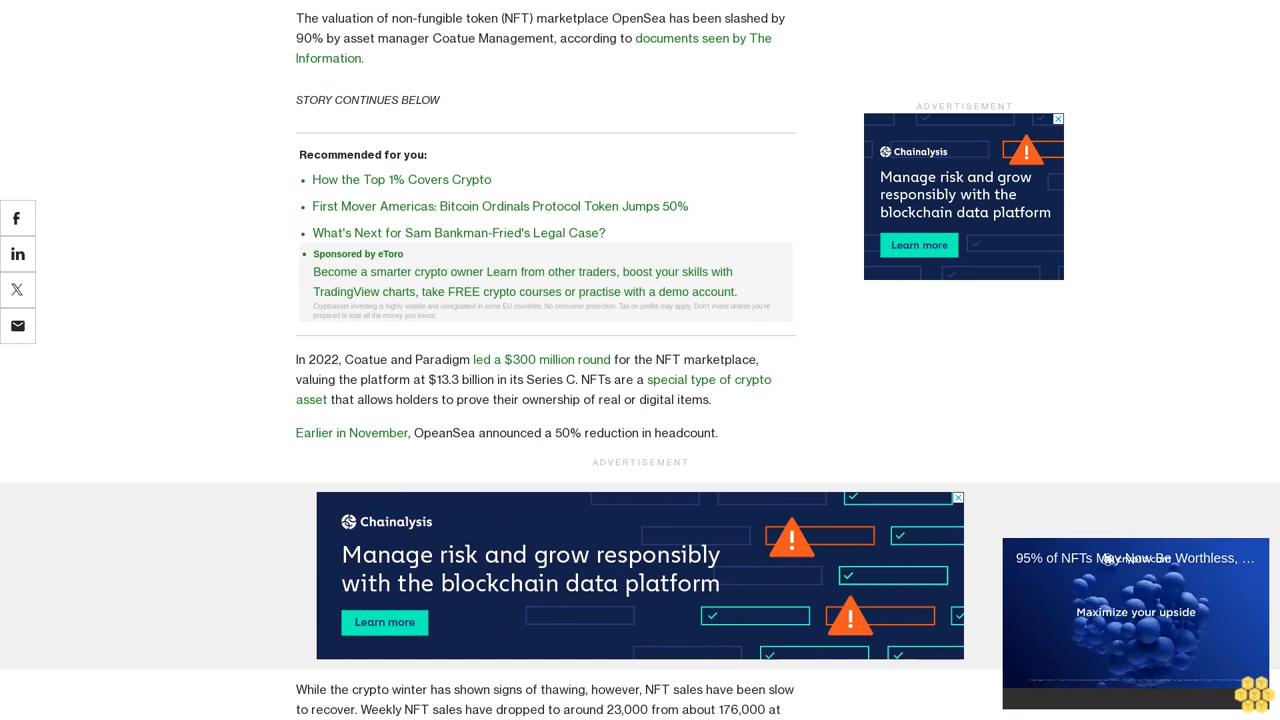 The valuation of non-fungible token (NFT) marketplace OpenSea has been slashed by
90% by asset manager Coatue Management, according to documents seen by The
Information.
STORY CONTINUES BELOW
Recommended for you:
• How the Top 1% Covers Crypto
• First Mover Americas: Bitcoin Ordinals Protocol Token Jumps 50%
• What's Next for Sam Bankman-Fried's Legal Case?
• Sponsored by eToro
Become a smarter crypto owner Learn from other traders, boost your skills with
TradingView charts, take FREE crypto courses or practise with a demo account.
Cryptoasset investing is highly volatile and unregulated in some EU countries. No consumer protection. Tax on profits may apply. Don't invest unless you're
prepared to lose all the money you invest.
ADVERTISEMENT
Chainalysis
Manage risk and grow
responsibly with the
blockchain data platform
Learn more
In 2022, Coatue and Paradigm led a $300 million round for the NFT marketplace,
valuing the platform at $13.3 billion in its Series C. NFTs are a special type of crypto
asset that allows holders to prove their ownership of real or digital items.
Earlier in November, OpeanSea announced a 50% reduction in headcount.
ADVERTISEMENT
Chainalysis
Manage risk and grow responsibly
with the blockchain data platform
Learn more
95% of NFTs May Now Be Worthless, …
crypto.com
Maximize your upside
While the crypto winter has shown signs of thawing, however, NFT sales have been slow
to recover. Weekly NFT sales have dropped to around 23,000 from about 176,000 at